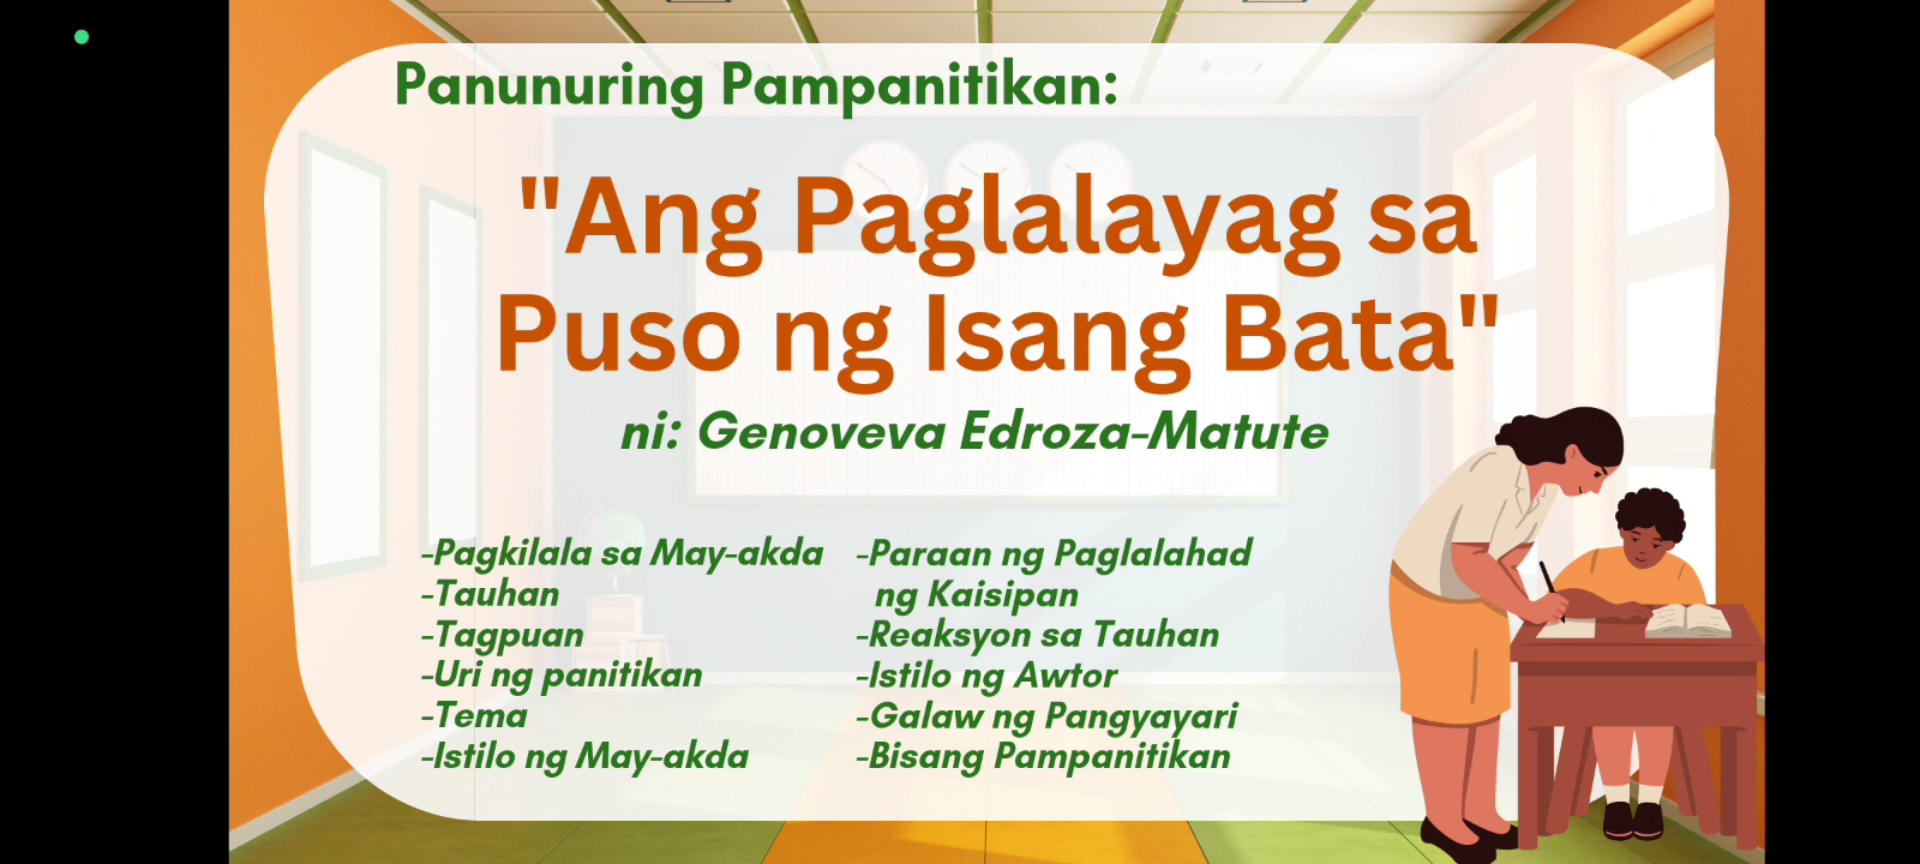 Panunuring Pampanitikan:
"Ang Paglalayag sa
Puso ng Isang Bata"
ni: Genoveva Edroza-Matute
-Pagkilala sa May-akda
-Tauhan
-Tagpuan
-Uri ng panitikan
-Tema
-Istilo ng May-akda
-Paraan ng Paglalahad
ng Kaisipan
-Reaksyon sa Tauhan
-Istilo ng Awtor
-Galaw ng Pangyayari
-Bisang Pampanitikan